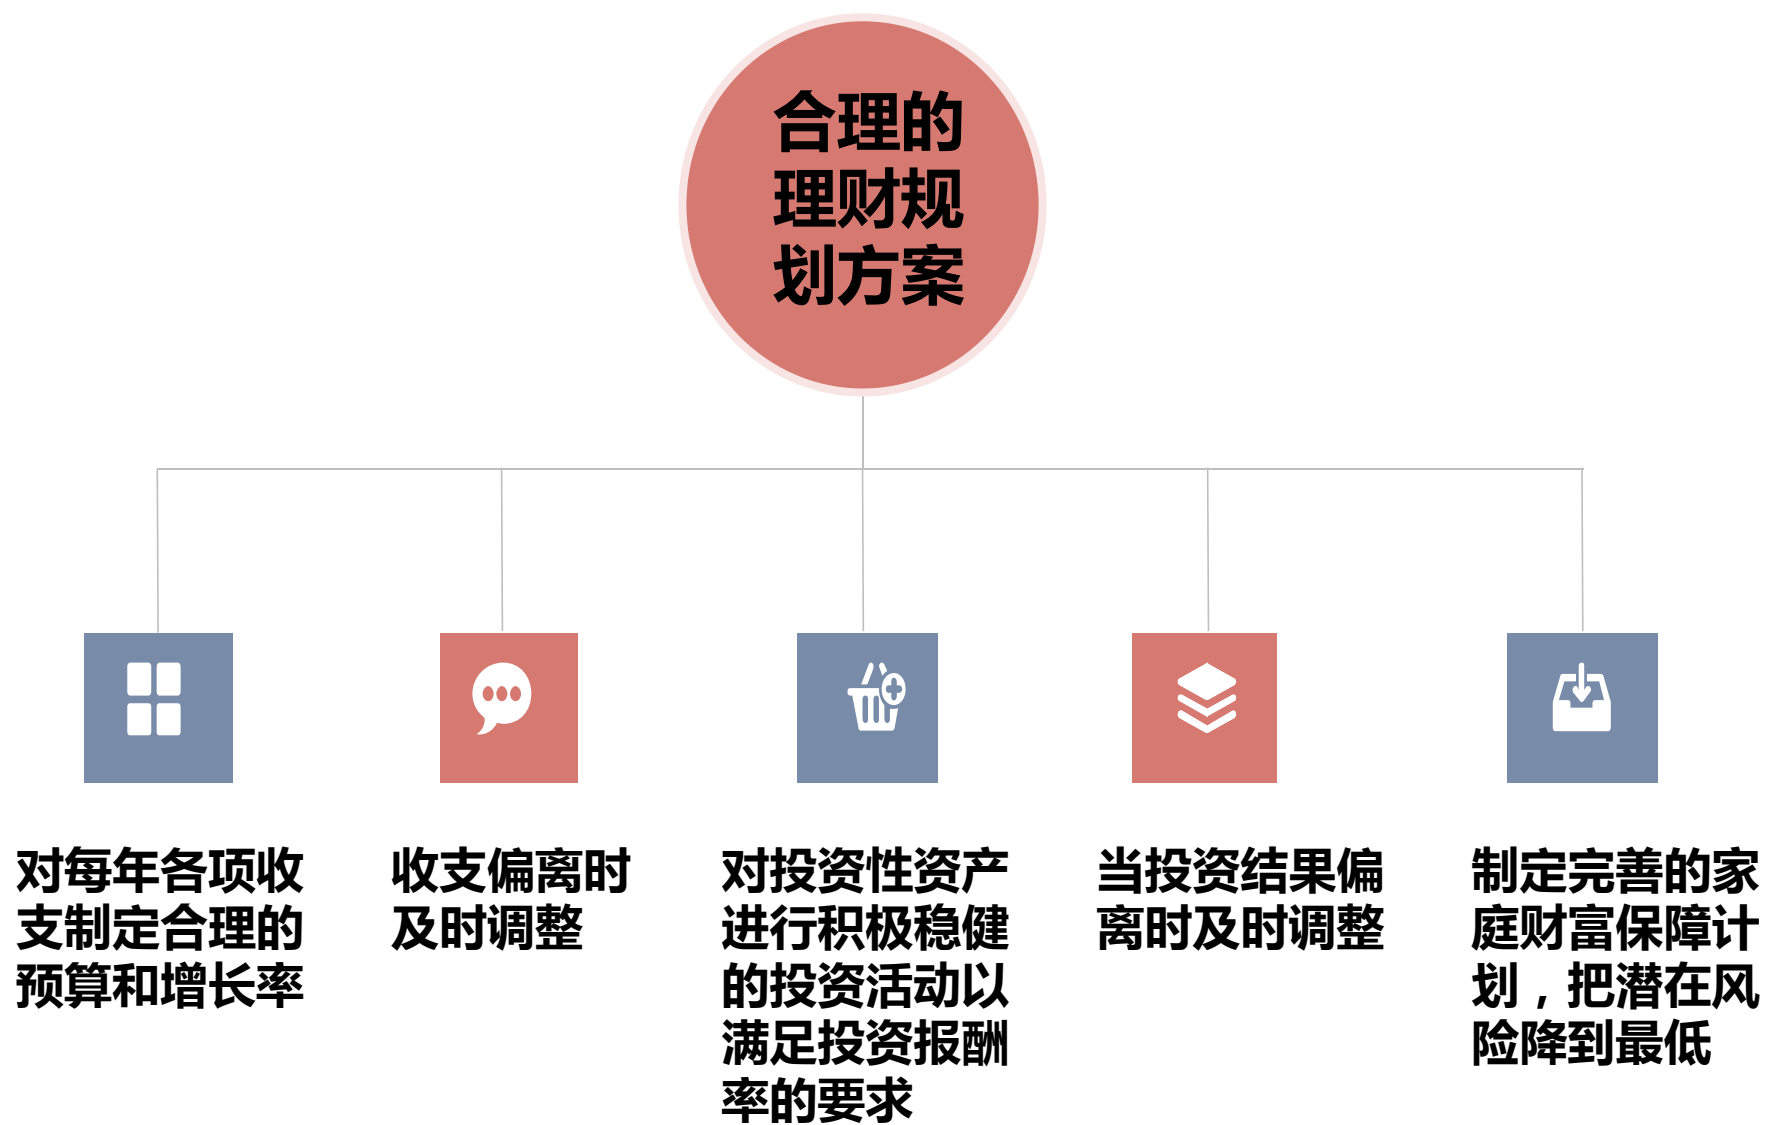 合理的
理财规
划方案
对每年各项收
支制定合理的
预算和增长率
收支偏离时
及时调整
对投资性资产
进行积极稳健
的投资活动以
满足投资报酬
率的要求
当投资结果偏
离时及时调整
制定完善的家
庭财富保障计
划，把潜在风
险降到最低